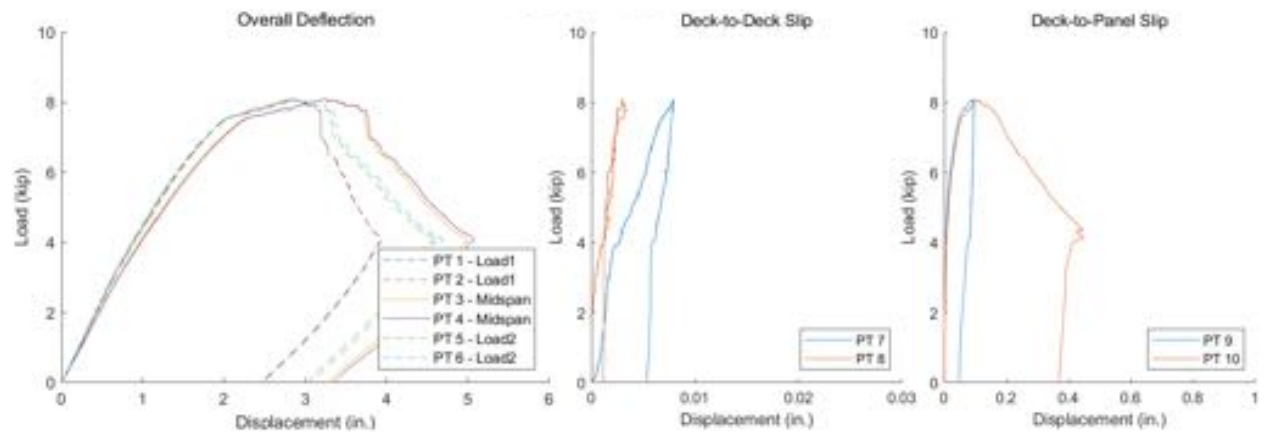 Overall Deflection
10
8
6
4
2
0
Load (kip)
0 1 2 3 4 5 6
Displacement (in.)
PT 1 - Load1
PT 2 - Load1
PT 3 - Midspan
PT 4 - Midspan
PT 5 - Load2
PT 6 - Load2
Deck-to-Deck Slip
10
8
6
4
2
0
Load (kip)
0 0.01 0.02 0.03
Displacement (in.)
PT 7
PT 8
Deck-to-Panel Slip
10
8
6
4
2
0
Load (kip)
0 0.2 0.4 0.6 0.8 1
Displacement (in.)
PT 9
PT 10